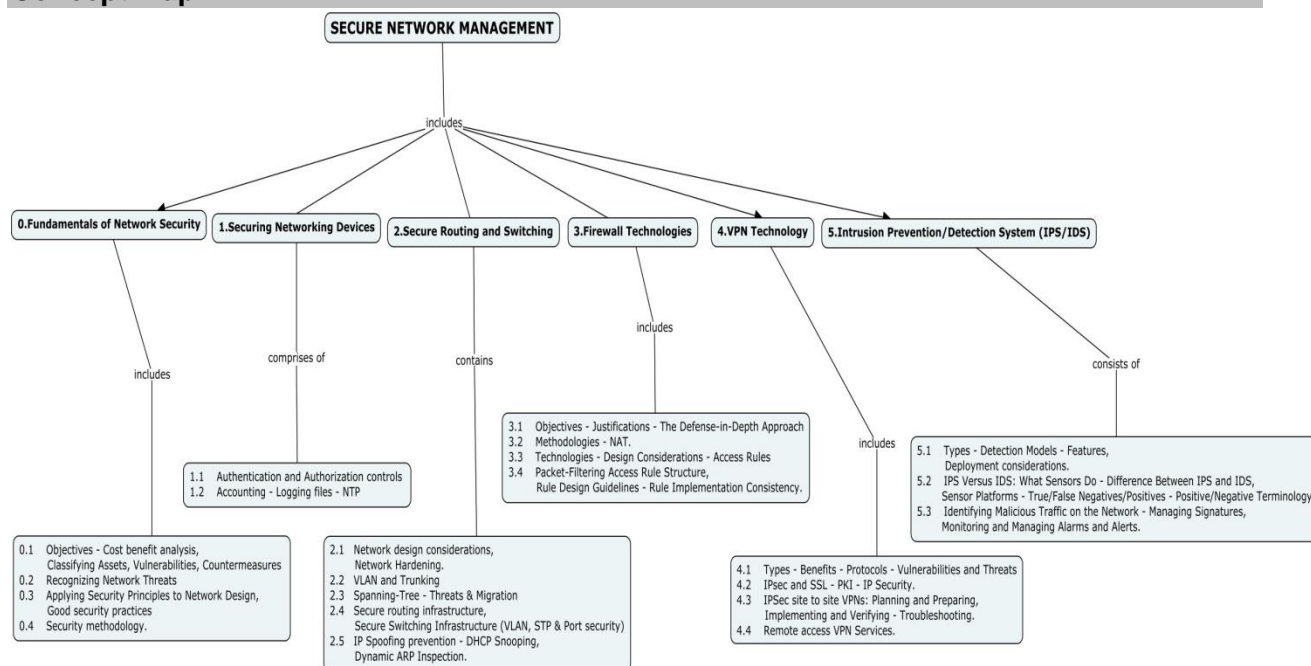 SECURE NETWORK MANAGEMENT
includes
0.Fundamentals of Network Security
1.Securing Networking Devices
2.Secure Routing and Switching
3.Firewall Technologies
4.VPN Technology
5.Intrusion Prevention/Detection System (IPS/IDS)
includes
comprises of
contains
includes
includes
consists of
0.1 Objectives - Cost benefit analysis,
Classifying Assets, Vulnerabilities, Countermeasures
0.2 Recognizing Network Threats
0.3 Applying Security Principles to Network Design,
Good security practices
0.4 Security methodology.
1.1 Authentication and Authorization controls
1.2 Accounting - Logging files - NTP
2.1 Network design considerations,
Network Hardening.
2.2 VLAN and Trunking
2.3 Spanning-Tree - Threats & Migration
2.4 Secure routing infrastructure,
Secure Switching Infrastructure (VLAN, STP & Port security)
2.5 IP Spoofing prevention - DHCP Snooping,
Dynamic ARP Inspection.
3.1 Objectives - Justifications - The Defense-in-Depth Approach
3.2 Methodologies - NAT.
3.3 Technologies - Design Considerations - Access Rules
3.4 Packet-Filtering Access Rule Structure,
Rule Design Guidelines - Rule Implementation Consistency.
4.1 Types - Benefits - Protocols - Vulnerabilities and Threats
4.2 IPsec and SSL - PKI - IP Security.
4.3 IPSec site to site VPNs: Planning and Preparing,
Implementing and Verifying - Troubleshooting.
4.4 Remote access VPN Services.
5.1 Types - Detection Models - Features,
Deployment considerations.
5.2 IPS Versus IDS: What Sensors Do - Difference Between IPS and IDS,
Sensor Platforms - True/False Negatives/Positives - Positive/Negative Terminology
5.3 Identifying Malicious Traffic on the Network - Managing Signatures,
Monitoring and Managing Alarms and Alerts.